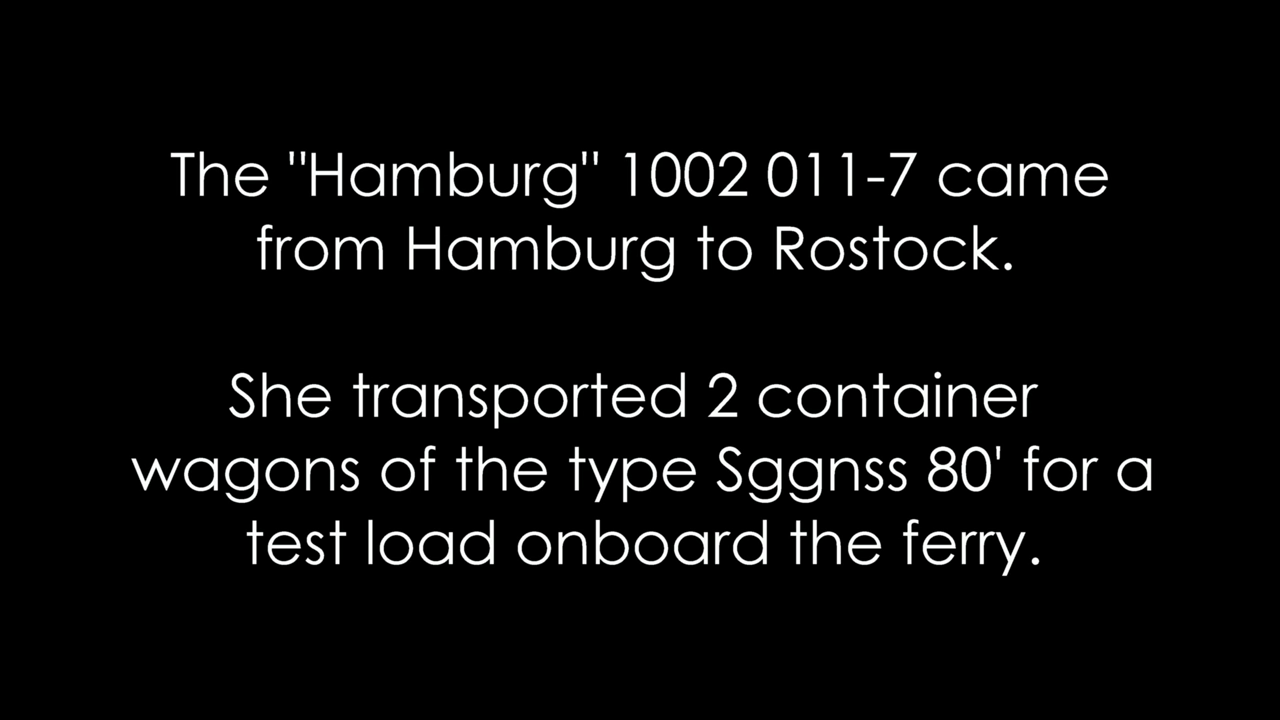 The "Hamburg" 1002 011-7 came
from Hamburg to Rostock.
She transported 2 container
wagons of the type Sggnss 80' for a
test load onboard the ferry.